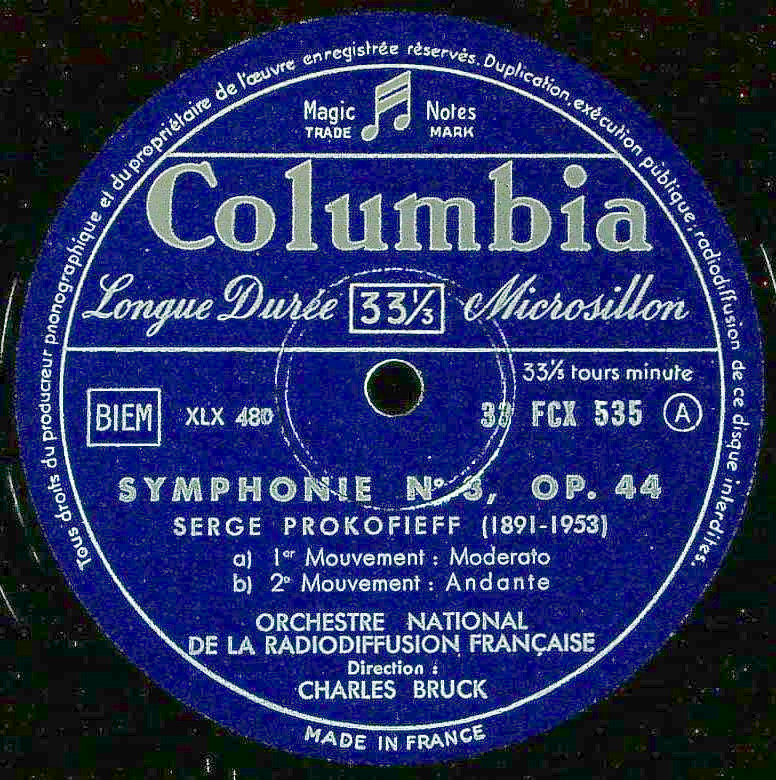 Tous droits du producteur phonographique et du propriétaire de l'œuvre enregistrée réservés. Duplication, exécution publique, radiodiffusion de ce disque interdites.
Magic Notes
TRADE MARK
Columbia
Longue Durée 33⅓ Microsillon
33⅓ tours minute
BIEM XLX 480 33 FCX 535 A
SYMPHONIE Nº 3, OP. 44
SERGE PROKOFIEFF (1891-1953)
a) 1er Mouvement : Moderato
b) 2e Mouvement : Andante
ORCHESTRE NATIONAL
DE LA RADIODIFFUSION FRANÇAISE
Direction :
CHARLES BRUCK
MADE IN FRANCE